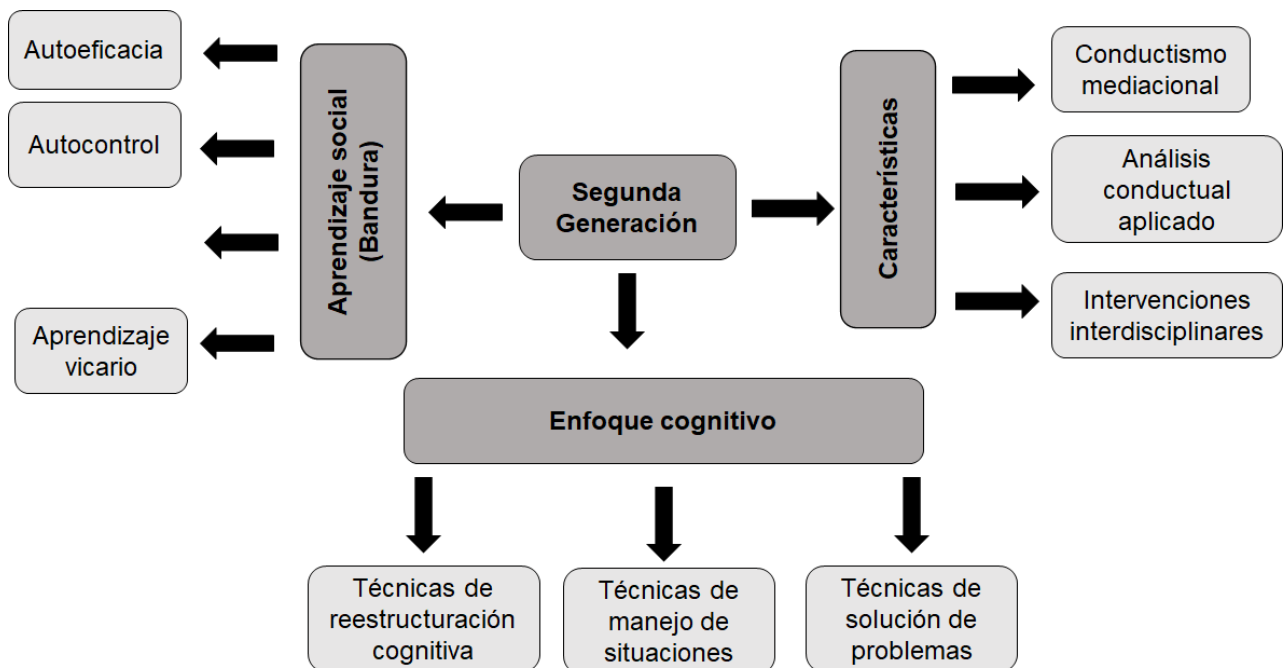 Autoeficacia
Autocontrol
Aprendizaje
vicario
Aprendizaje social
(Bandura)
Segunda
Generación
Características
Conductismo
mediacional
Análisis
conductual
aplicado
Intervenciones
interdisciplinares
Enfoque cognitivo
Técnicas de
reestructuración
cognitiva
Técnicas de
manejo de
situaciones
Técnicas de
solución de
problemas